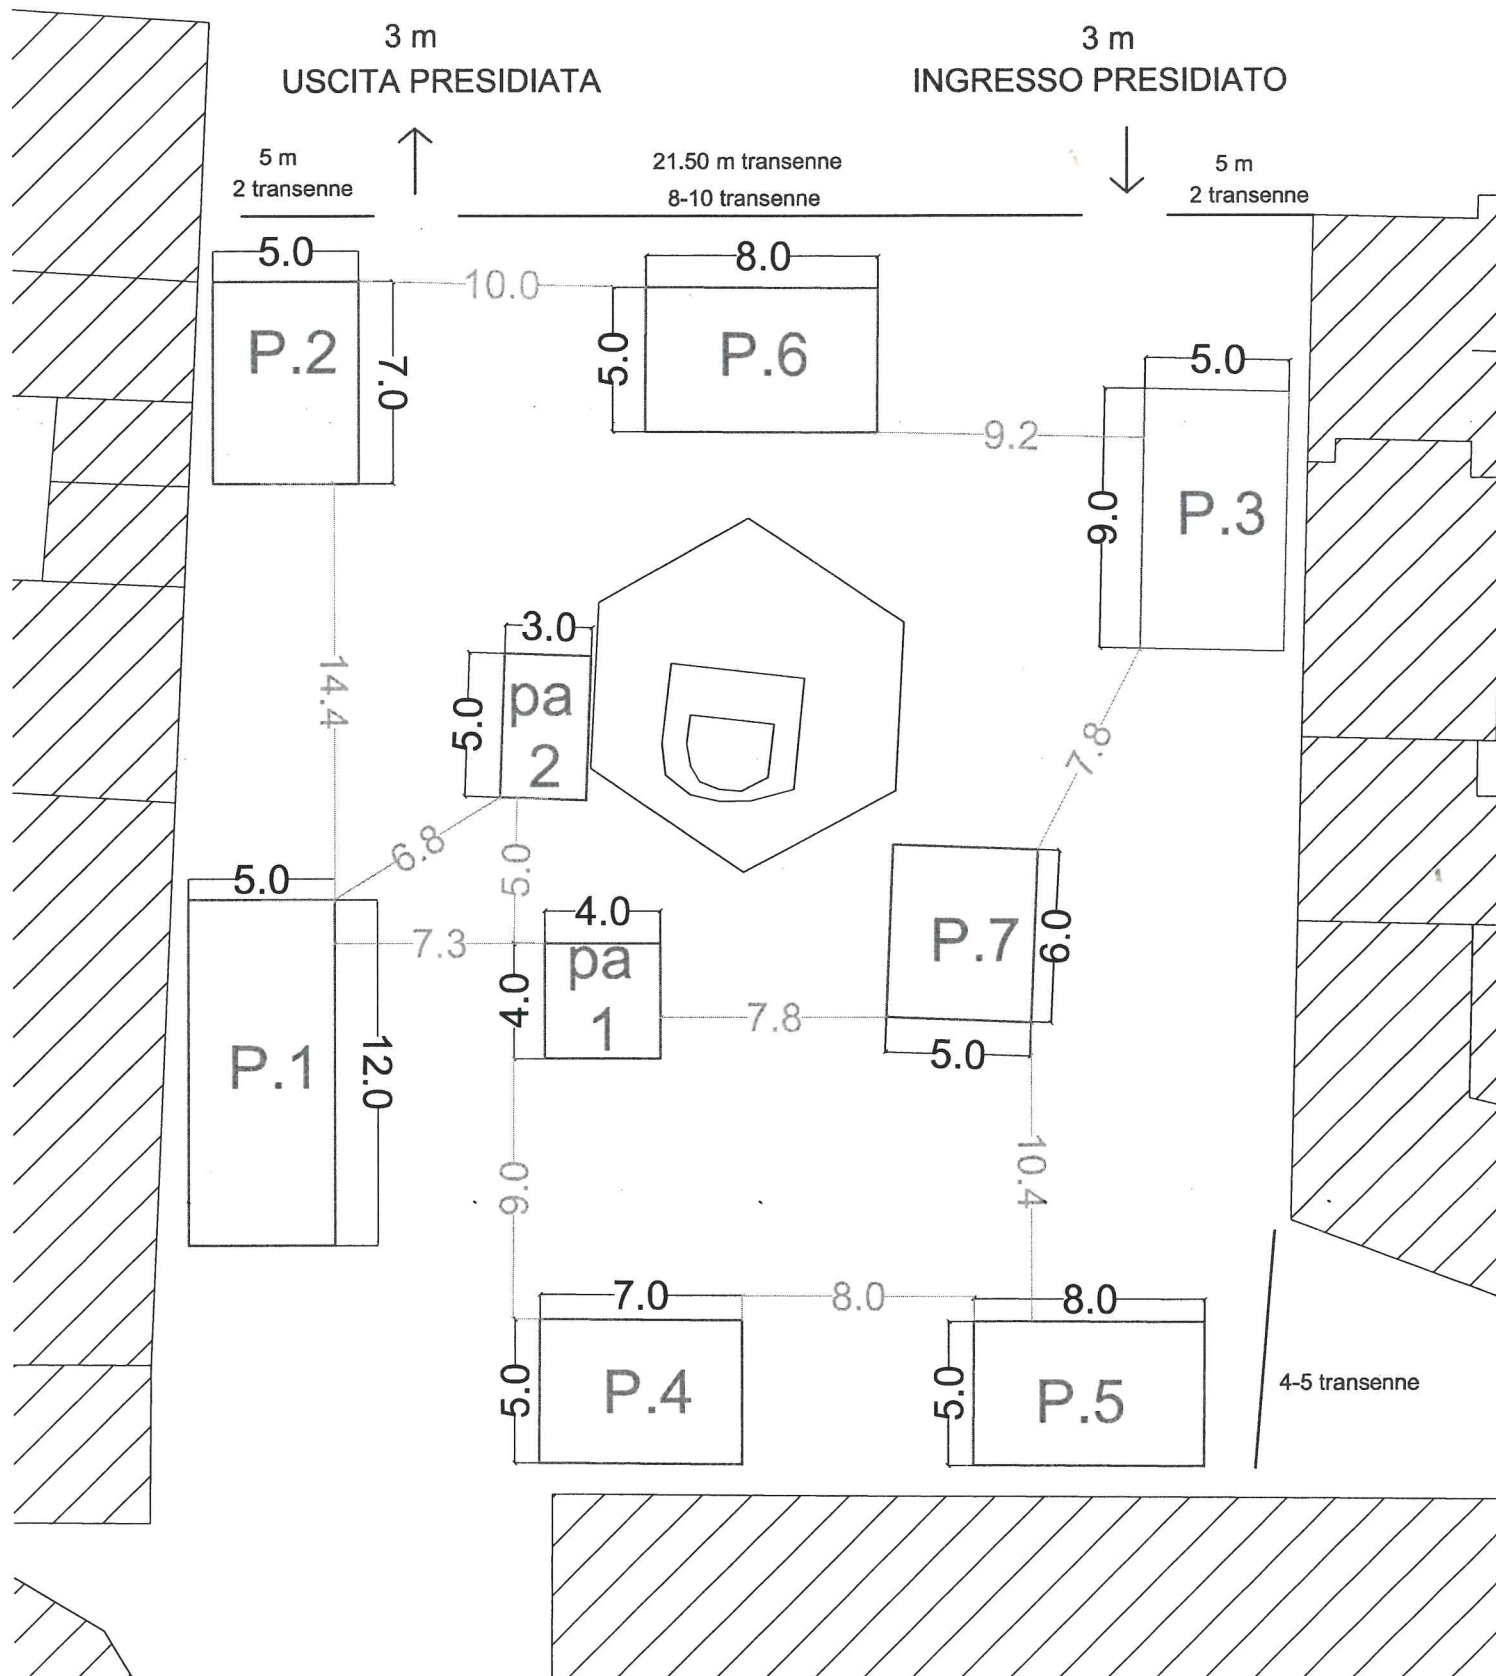 3 m
USCITA PRESIDIATA
3 m
INGRESSO PRESIDIATO
5 m
2 transenne
21.50 m transenne
8-10 transenne
5 m
2 transenne
5.0
10.0
8.0
P.2
7.0
5.0
P.6
5.0
9.2
9.0
P.3
14.4
3.0
5.0
pa
2
7.8
6.8
5.0
5.0
4.0
7.3
pa
1
4.0
P.7
6.0
7.8
5.0
P.1
12.0
9.0
10.4
7.0
8.0
8.0
5.0
P.4
5.0
P.5
4-5 transenne